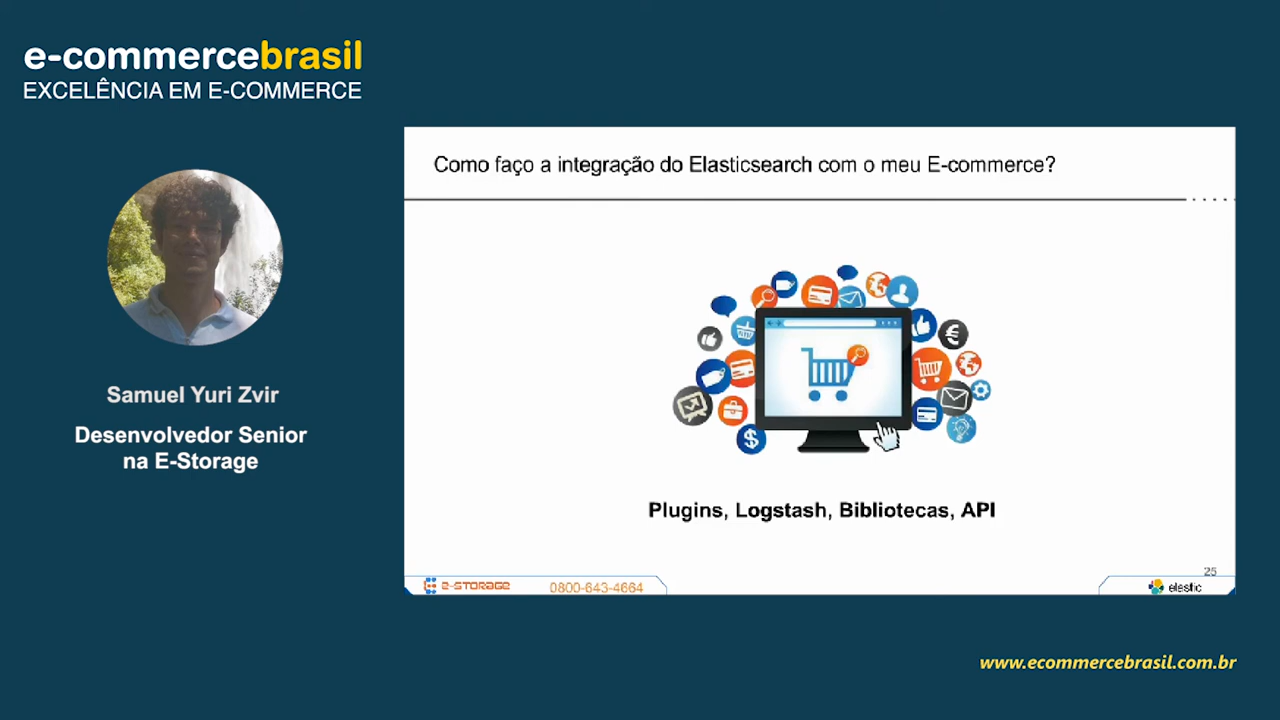 e-commercebrasil
EXCELÊNCIA EM E-COMMERCE
Como faço a integração do Elasticsearch com o meu E-commerce?
Samuel Yuri Zvir
Desenvolvedor Senior
na E-Storage
Plugins, Logstash, Bibliotecas, API
25
E-STORAGE
0800-643-4664
elastic
www.ecommercebrasil.com.br